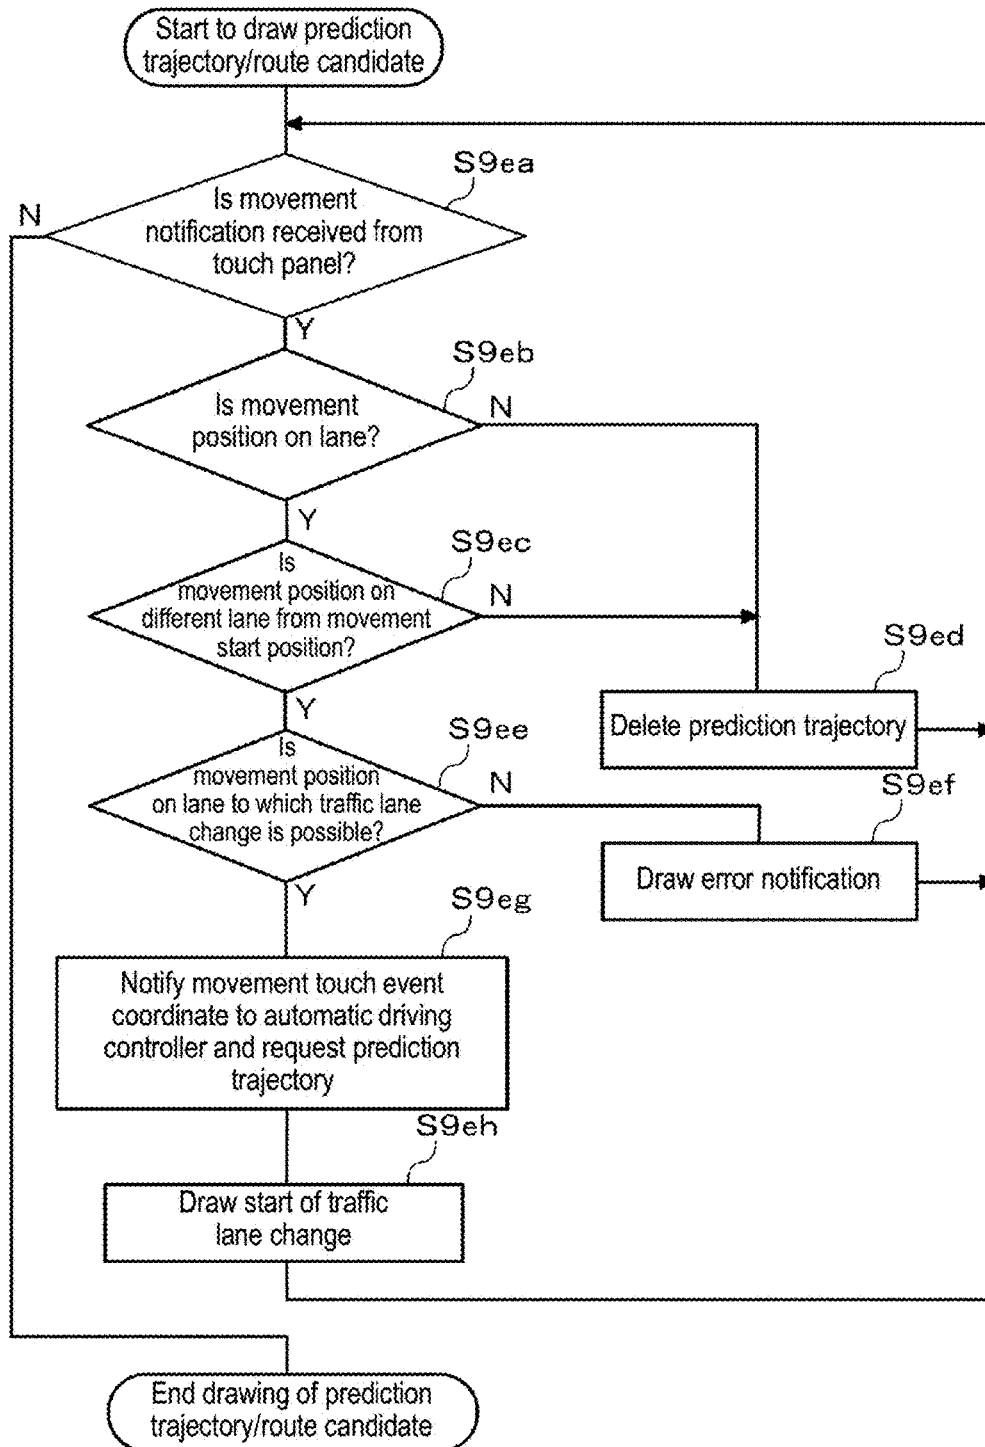 Start to draw prediction
trajectory/route candidate
S9ea
N
Is movement
notification received from
touch panel?
Y
S9eb
Is movement
position on lane?
N
Y
S9ec
Is
movement position on
different lane from movement
start position?
N
Y
S9ed
Delete prediction trajectory
S9ee
Is
movement position
on lane to which traffic lane
change is possible?
N
Y
S9ef
Draw error notification
S9eg
Notify movement touch event
coordinate to automatic driving
controller and request prediction
trajectory
S9eh
Draw start of traffic
lane change
End drawing of prediction
trajectory/route candidate